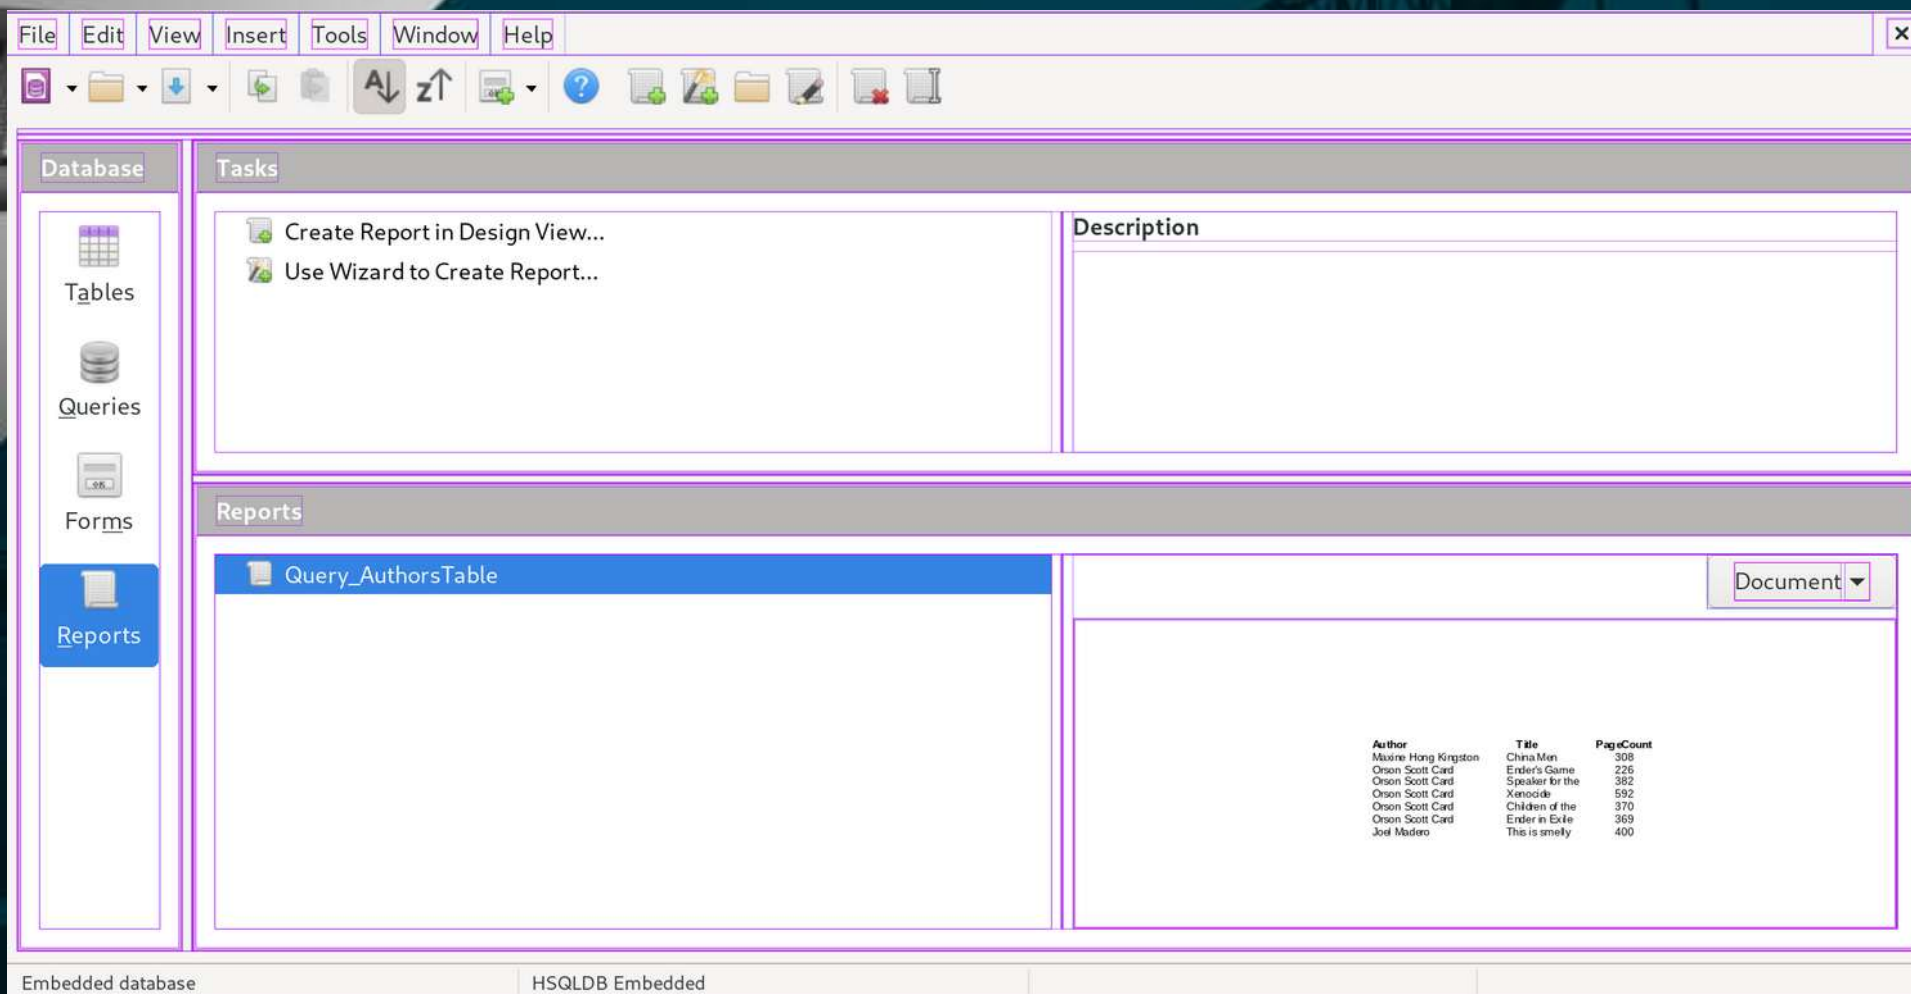 File Edit View Insert Tools Window Help
Database
Tasks
Tables
Queries
Forms
OK
Reports
Create Report in Design View...
Use Wizard to Create Report...
Description
Reports
Query_AuthorsTable
Document
Author Title PageCount
Maxine Hong Kingston China Men 308
Orson Scott Card Ender's Game 226
Orson Scott Card Speaker for the 382
Orson Scott Card Xenocide 592
Orson Scott Card Children of the 370
Orson Scott Card Ender in Exile 369
Joel Madero This is smelly 400
Embedded database HSQLDB Embedded